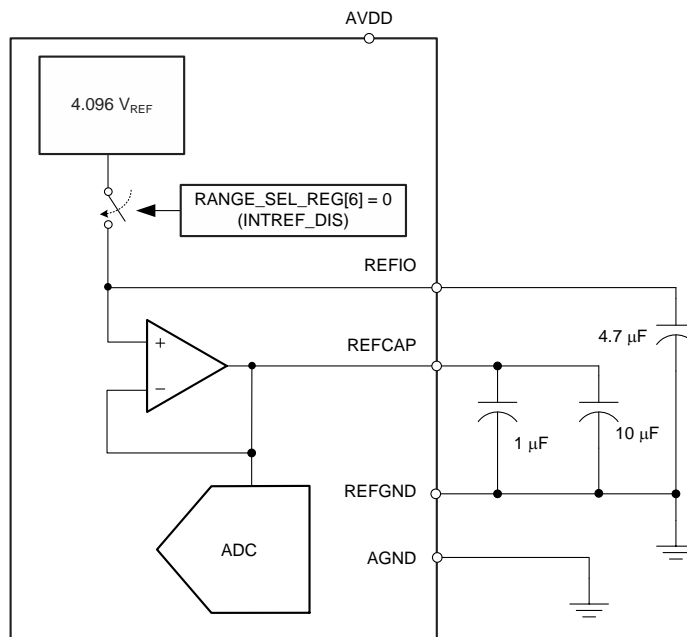 AVDD
4.096 VREF
RANGE_SEL_REG[6] = 0
(INTREF_DIS)
REFIO
4.7 μF
+
REFCAP
−
1 μF
10 μF
REFGND
ADC
AGND